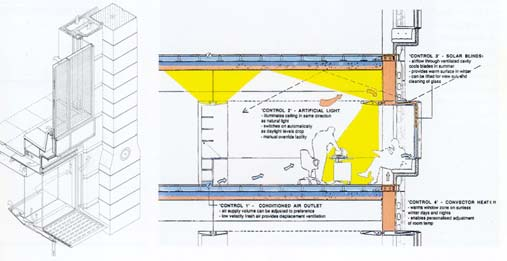 'CONTROL 3' - SOLAR BLINDS:
- airflow through ventilated cavity
cools blades in summer
- provides warm surface in winter
- can be tilted for view out and
cleaning of glass
'CONTROL 2' - ARTIFICIAL LIGHT
- illuminates ceiling in same direction
as natural light
- switches on automatically
as daylight levels drop
- manual override facility
'CONTROL 1' - CONDITIONED AIR OUTLET
- air supply volume can be adjusted to preference
- low velocity fresh air provides displacement ventilation
'CONTROL 4' - CONVECTOR
- warms window zone on sunless
winter days and nights
- enables personalised adjustment
of room temp